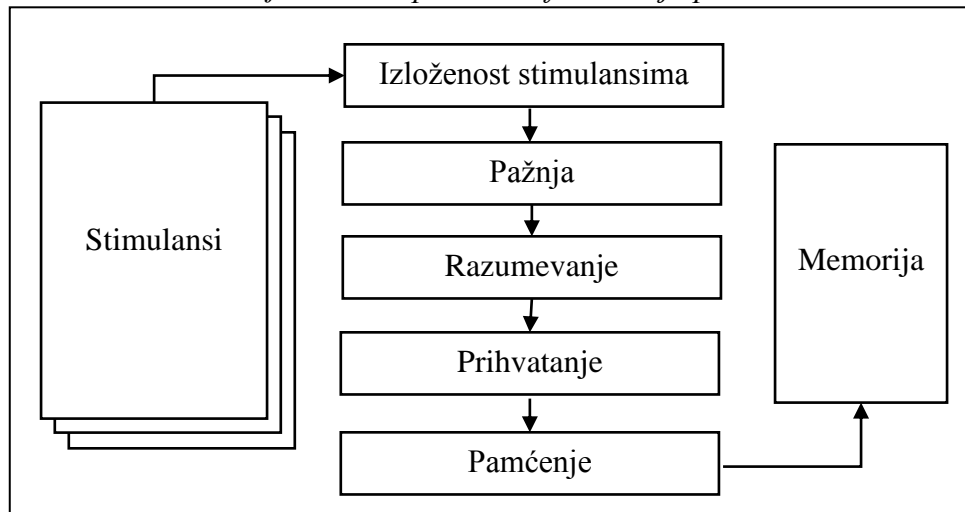 Izloženost stimulansima
Pažnja
Stimulansi
Razumevanje
Memorija
Prihvatanje
Pamćenje